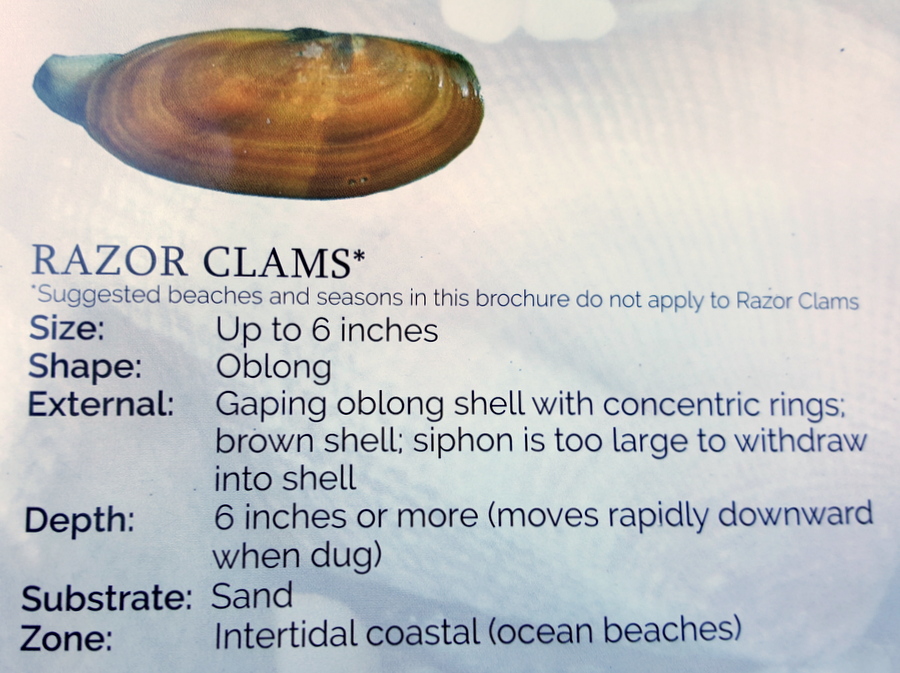 RAZOR CLAMS*
*Suggested beaches and seasons in this brochure do not apply to Razor Clams
Size: Up to 6 inches
Shape: Oblong
External: Gaping oblong shell with concentric rings;
brown shell; siphon is too large to withdraw
into shell
Depth: 6 inches or more (moves rapidly downward
when dug)
Substrate: Sand
Zone: Intertidal coastal (ocean beaches)